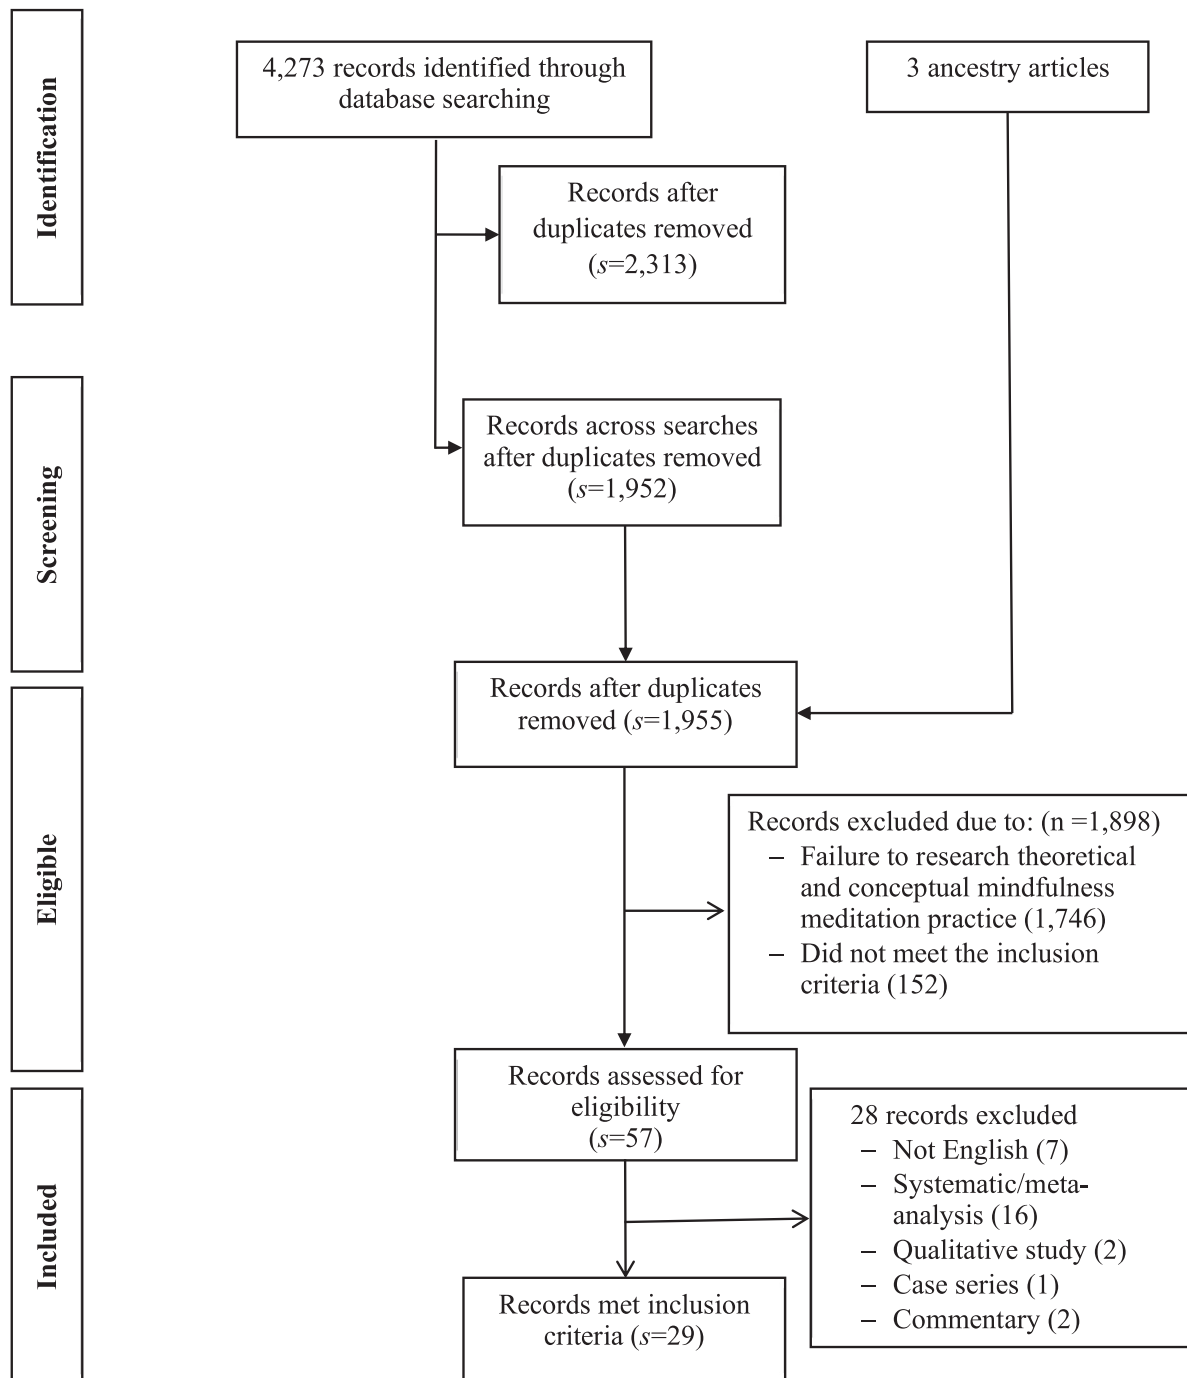 Identification
4,273 records identified through
database searching
3 ancestry articles
Records after
duplicates removed
(s=2,313)
Screening
Records across searches
after duplicates removed
(s=1,952)
Records after duplicates
removed (s=1,955)
Eligible
Records excluded due to: (n =1,898)
– Failure to research theoretical
and conceptual mindfulness
meditation practice (1,746)
– Did not meet the inclusion
criteria (152)
Records assessed for
eligibility
(s=57)
Included
28 records excluded
– Not English (7)
– Systematic/meta-
analysis (16)
– Qualitative study (2)
– Case series (1)
– Commentary (2)
Records met inclusion
criteria (s=29)